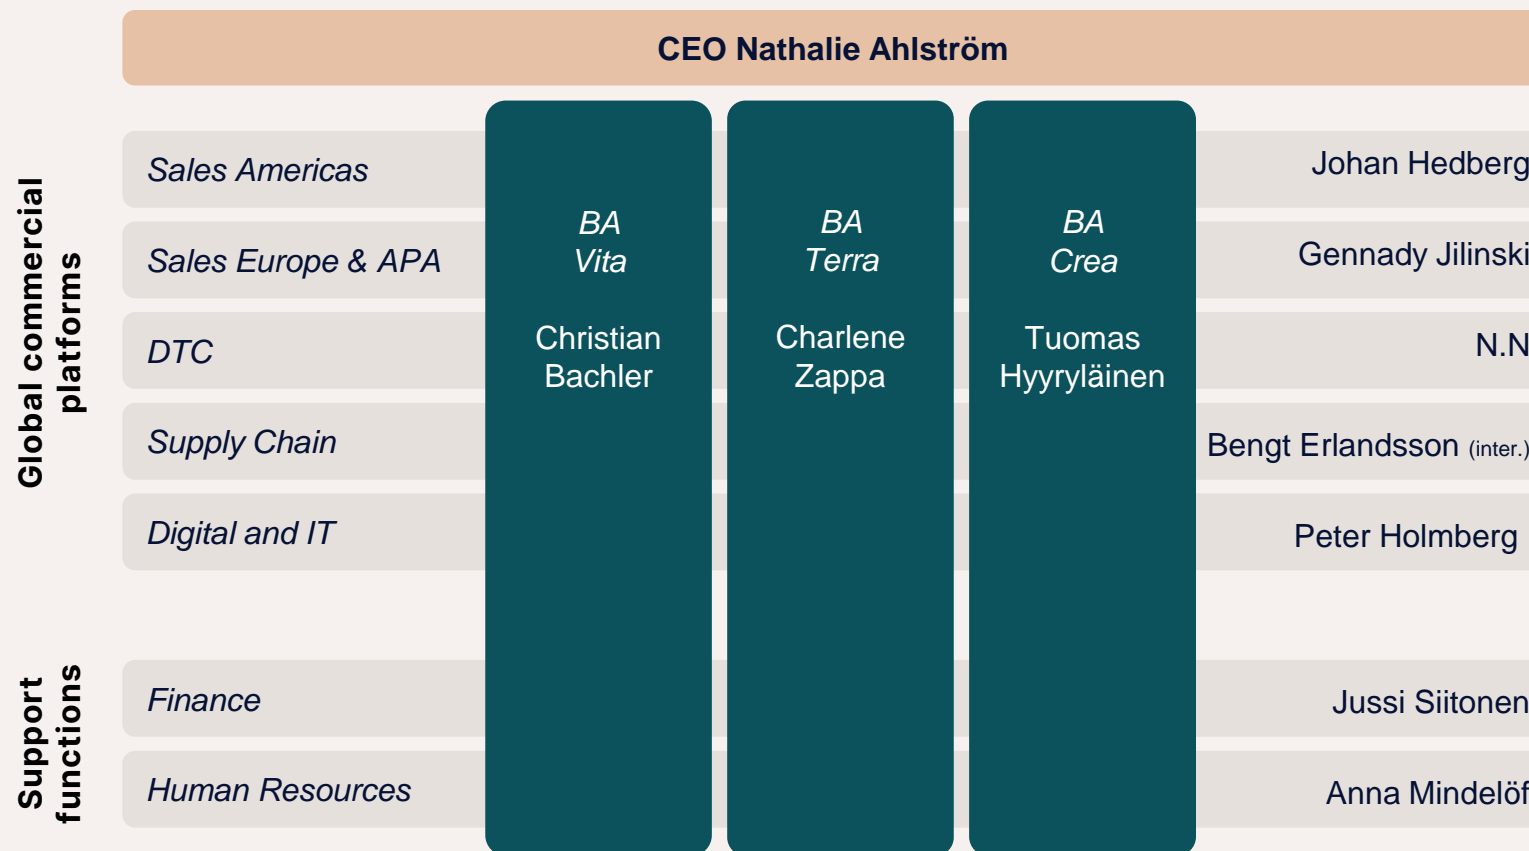 CEO Nathalie Ahlström
Global commercial
platforms
Sales Americas
Johan Hedberg
Sales Europe & APA
Gennady Jilinski
DTC
N.N
Supply Chain
Bengt Erlandsson (inter.)
Digital and IT
Peter Holmberg
BA
Vita
Christian
Bachler
BA
Terra
Charlene
Zappa
BA
Crea
Tuomas
Hyyryläinen
Support
functions
Finance
Jussi Siitonen
Human Resources
Anna Mindelöf